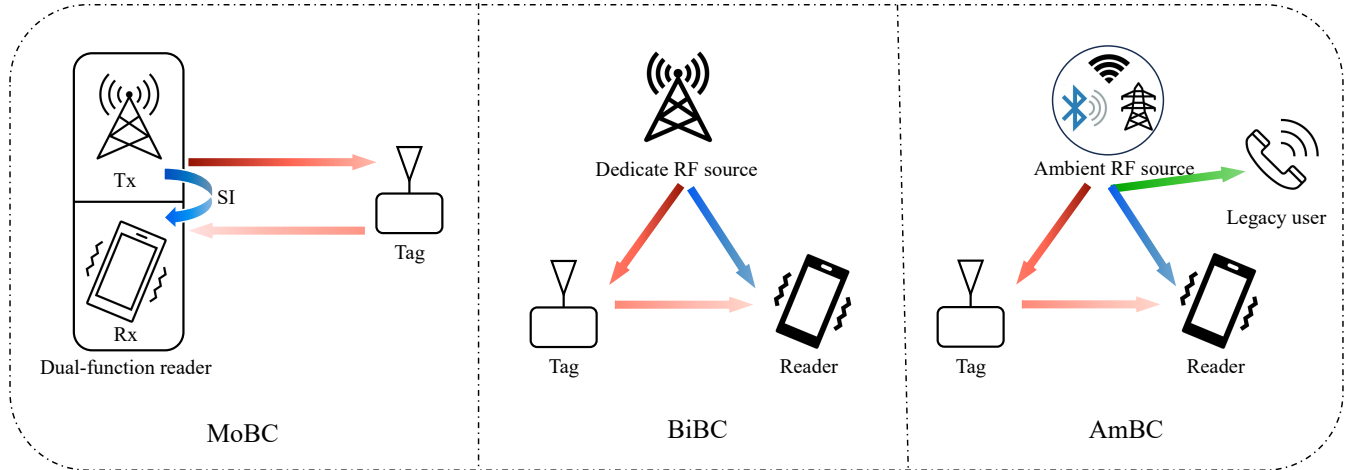 Tx
SI
Rx
Tag
Dual-function reader
MoBC
Dedicate RF source
Tag
Reader
BiBC
Ambient RF source
Legacy user
Tag
Reader
AmBC